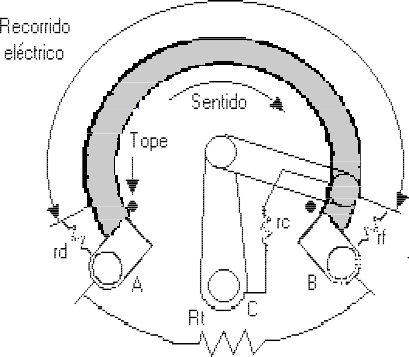 Recorrido
eléctrico
Sentido
Tope
rd
A
rc
C
B
rf
Rt